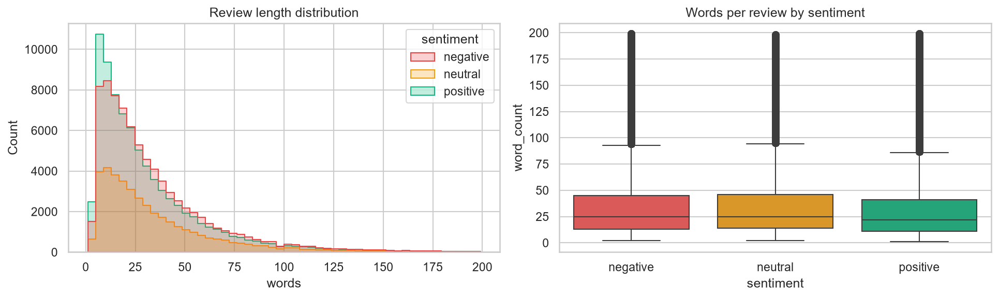 Review length distribution
Count
10000
8000
6000
4000
2000
0
sentiment
negative
neutral
positive
0 25 50 75 100 125 150 175 200
words
Words per review by sentiment
word_count
200
175
150
125
100
75
50
25
0
negative neutral positive
sentiment